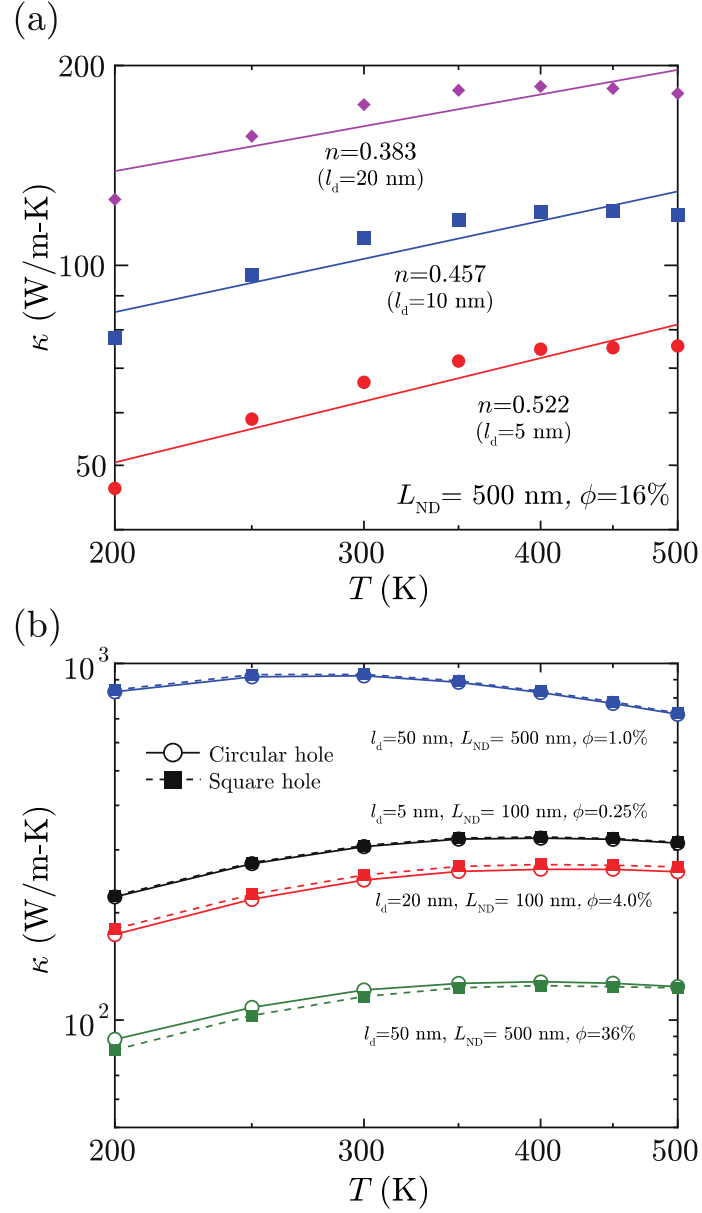 (a)
200
100
50
κ (W/m-K)
n=0.383
(l_d=20 nm)
n=0.457
(l_d=10 nm)
n=0.522
(l_d=5 nm)
L_ND= 500 nm, ϕ=16%
200 300 400 500
T (K)
(b)
10^3
10^2
κ (W/m-K)
l_d=50 nm, L_ND= 500 nm, ϕ=1.0%
Circular hole
Square hole
l_d=5 nm, L_ND= 100 nm, ϕ=0.25%
l_d=20 nm, L_ND= 100 nm, ϕ=4.0%
l_d=50 nm, L_ND= 500 nm, ϕ=36%
200 300 400 500
T (K)